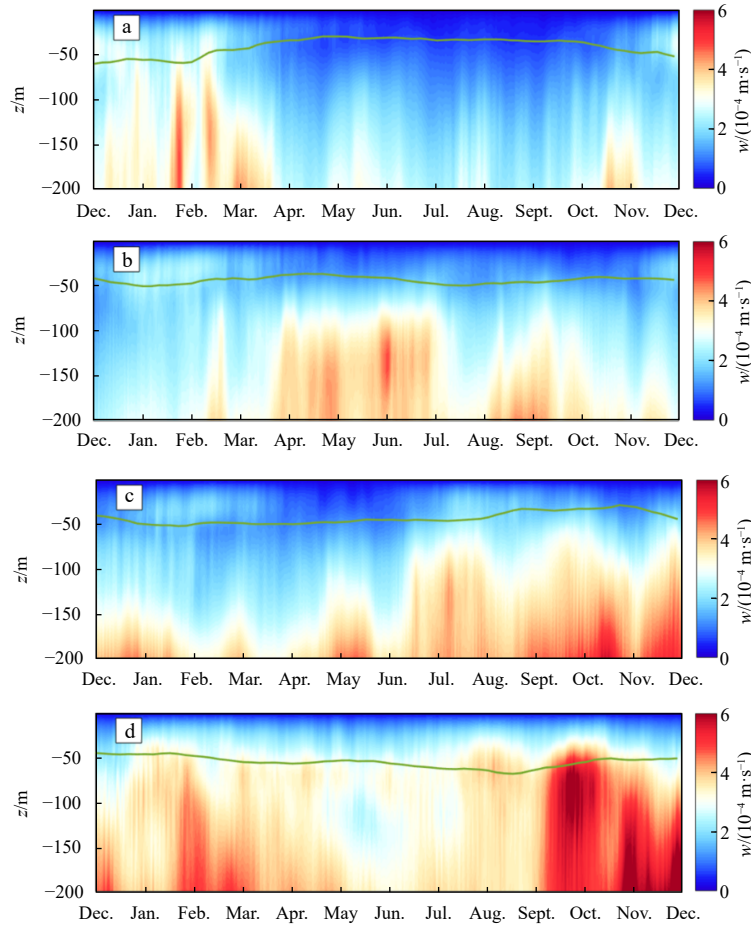 a
z/m
−50
−100
−150
−200
Dec. Jan. Feb. Mar. Apr. May Jun. Jul. Aug. Sept. Oct. Nov. Dec.
6
4
2
0
w/(10⁻⁴ m·s⁻¹)
b
z/m
−50
−100
−150
−200
Dec. Jan. Feb. Mar. Apr. May Jun. Jul. Aug. Sept. Oct. Nov. Dec.
6
4
2
0
w/(10⁻⁴ m·s⁻¹)
c
z/m
−50
−100
−150
−200
Dec. Jan. Feb. Mar. Apr. May Jun. Jul. Aug. Sept. Oct. Nov. Dec.
6
4
2
0
w/(10⁻⁴ m·s⁻¹)
d
z/m
−50
−100
−150
−200
Dec. Jan. Feb. Mar. Apr. May Jun. Jul. Aug. Sept. Oct. Nov. Dec.
6
4
2
0
w/(10⁻⁴ m·s⁻¹)